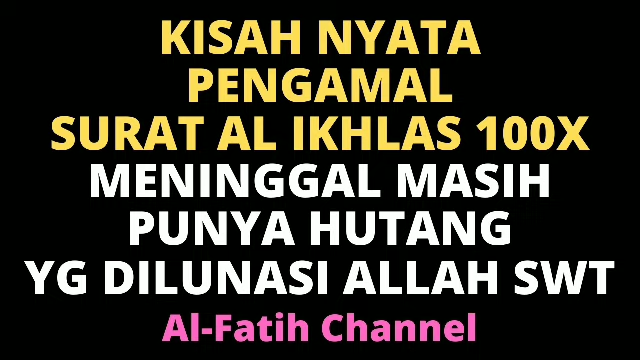 KISAH NYATA
PENGAMAL
SURAT AL IKHLAS 100X
MENINGGAL MASIH
PUNYA HUTANG
YG DILUNASI ALLAH SWT
Al-Fatih Channel